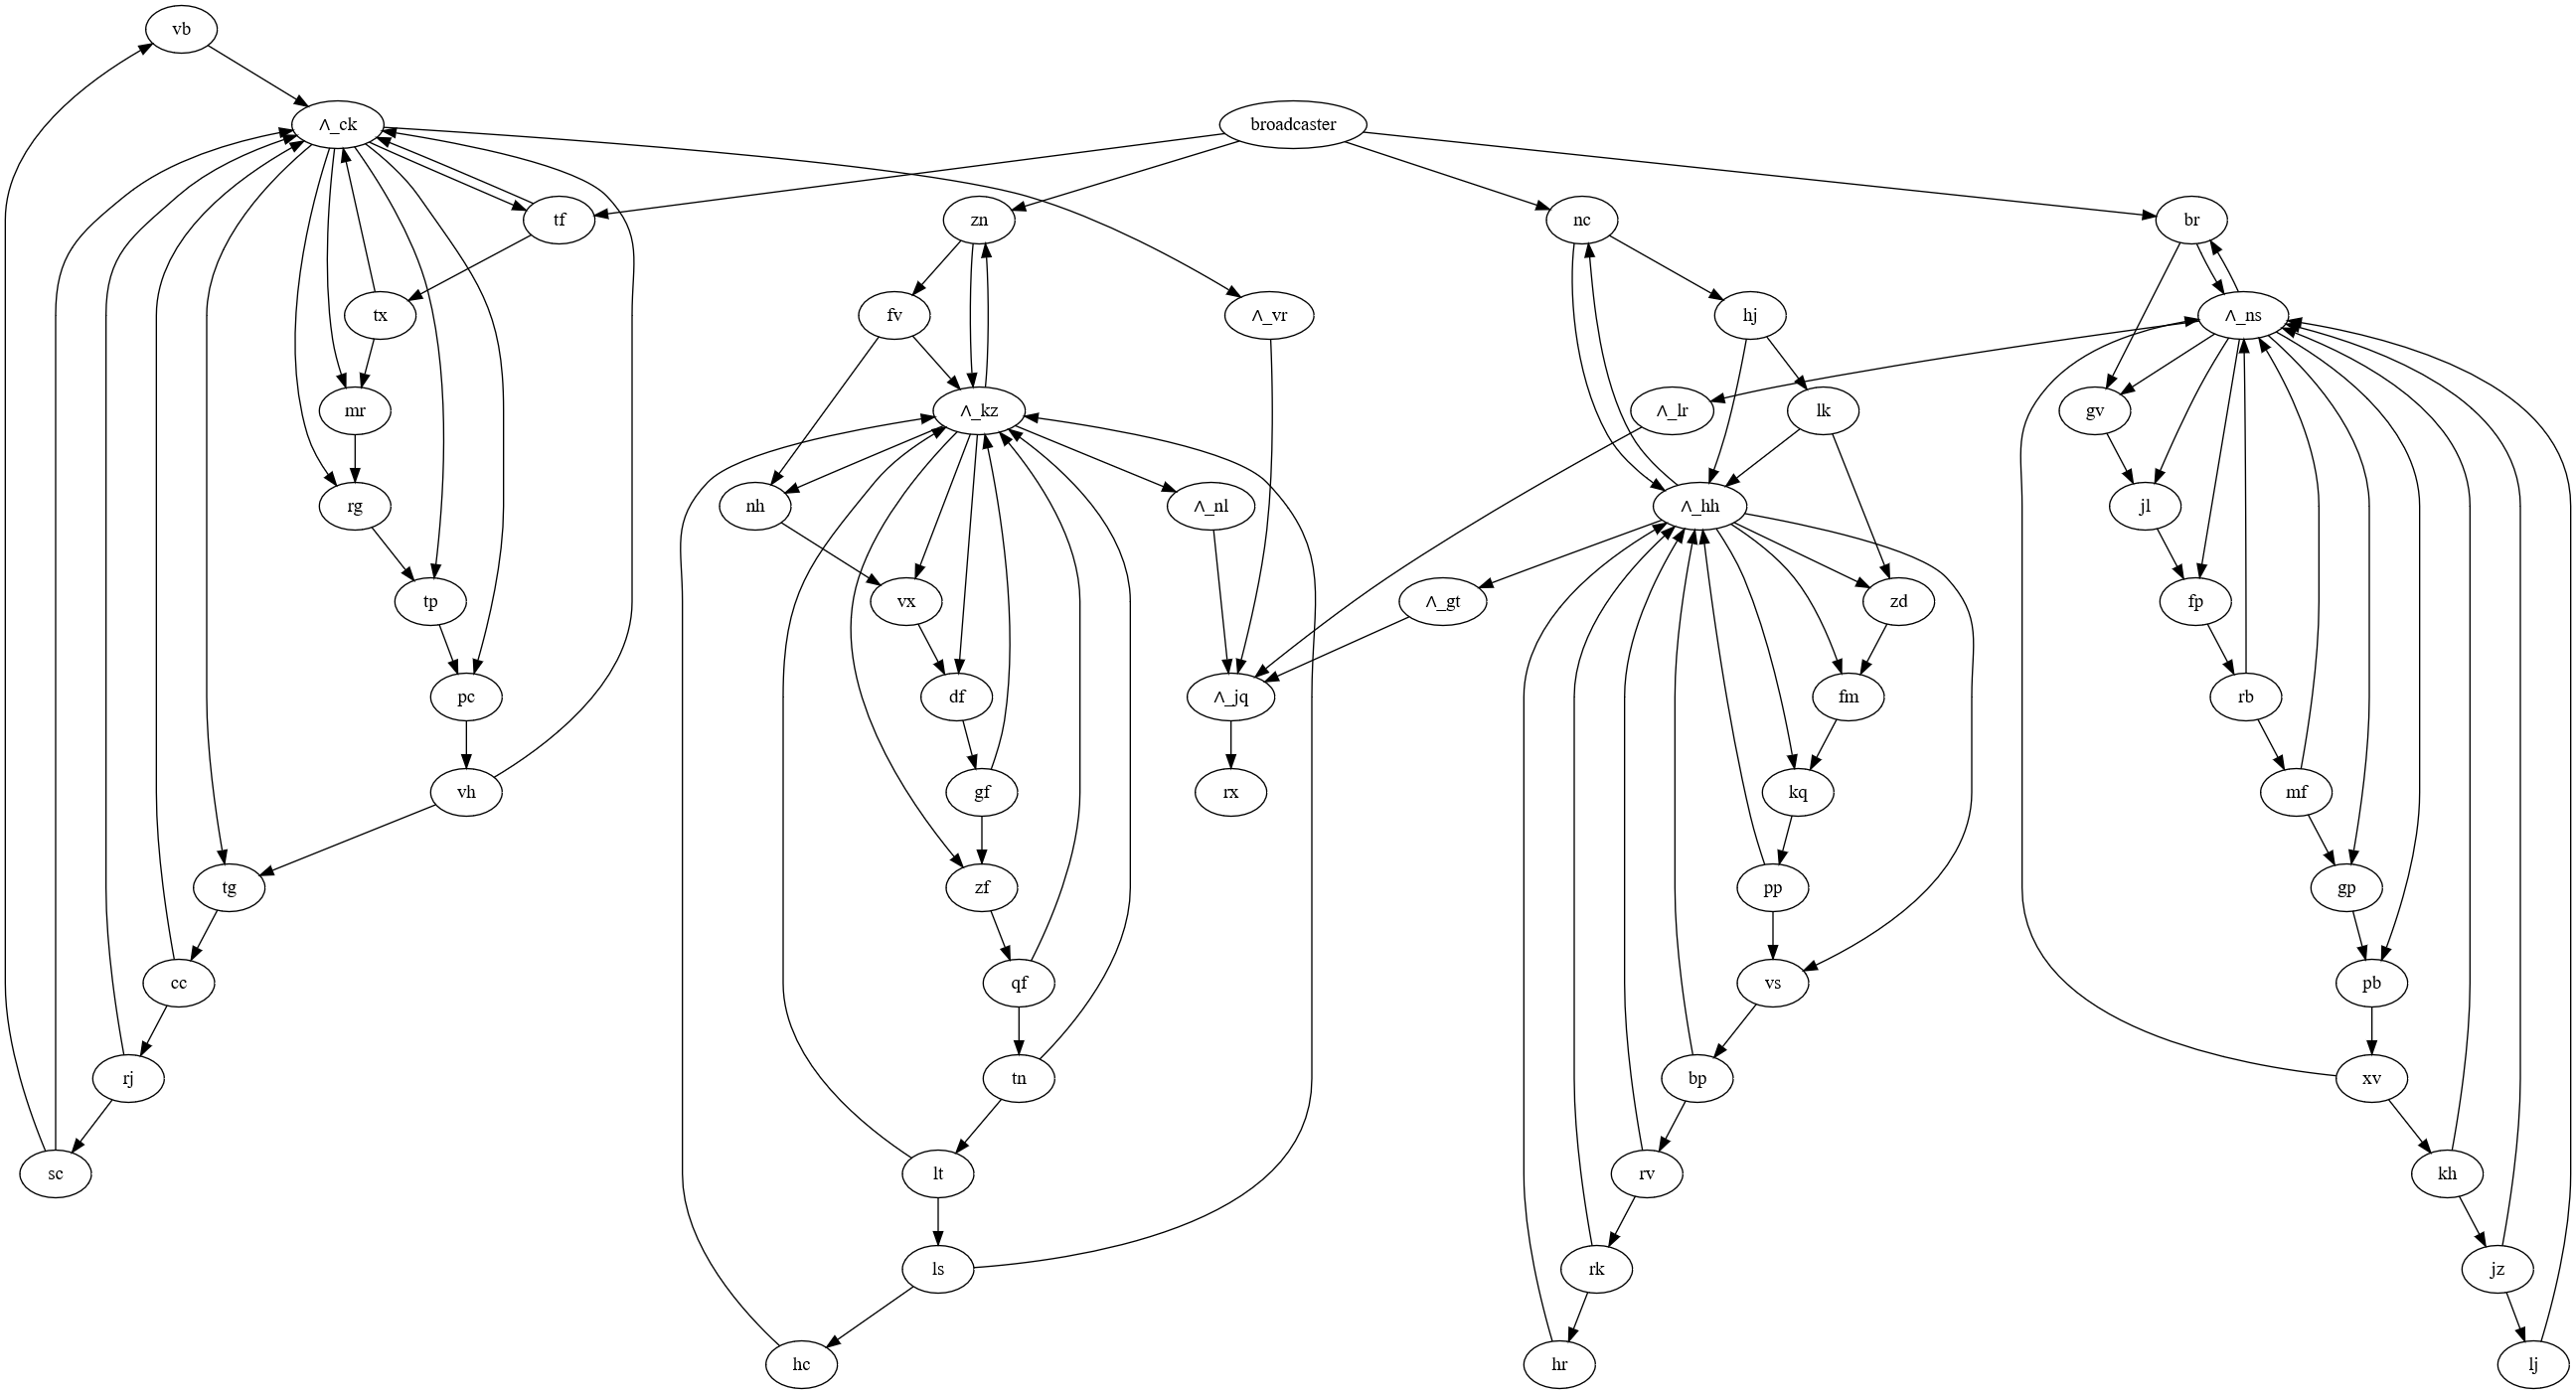 vb
∧_ck
broadcaster
tf
zn
nc
br
tx
fv
∧_vr
hj
∧_ns
mr
∧_kz
∧_lr
lk
gv
rg
nh
∧_nl
∧_hh
jl
tp
vx
∧_gt
zd
fp
pc
df
∧_jq
fm
rb
vh
gf
rx
kq
mf
tg
zf
pp
gp
cc
qf
vs
pb
rj
tn
bp
xv
sc
lt
rv
kh
ls
rk
jz
hc
hr
lj